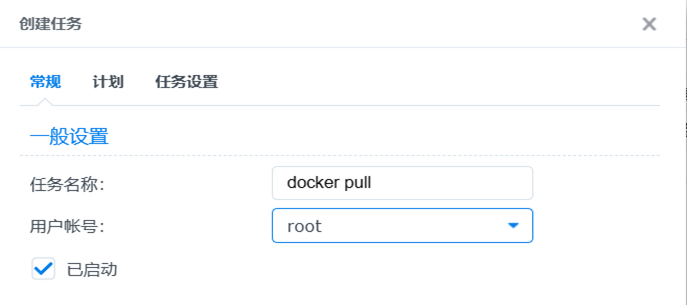 创建任务
常规 计划 任务设置
一般设置
任务名称: docker pull
用户帐号: root
已启动